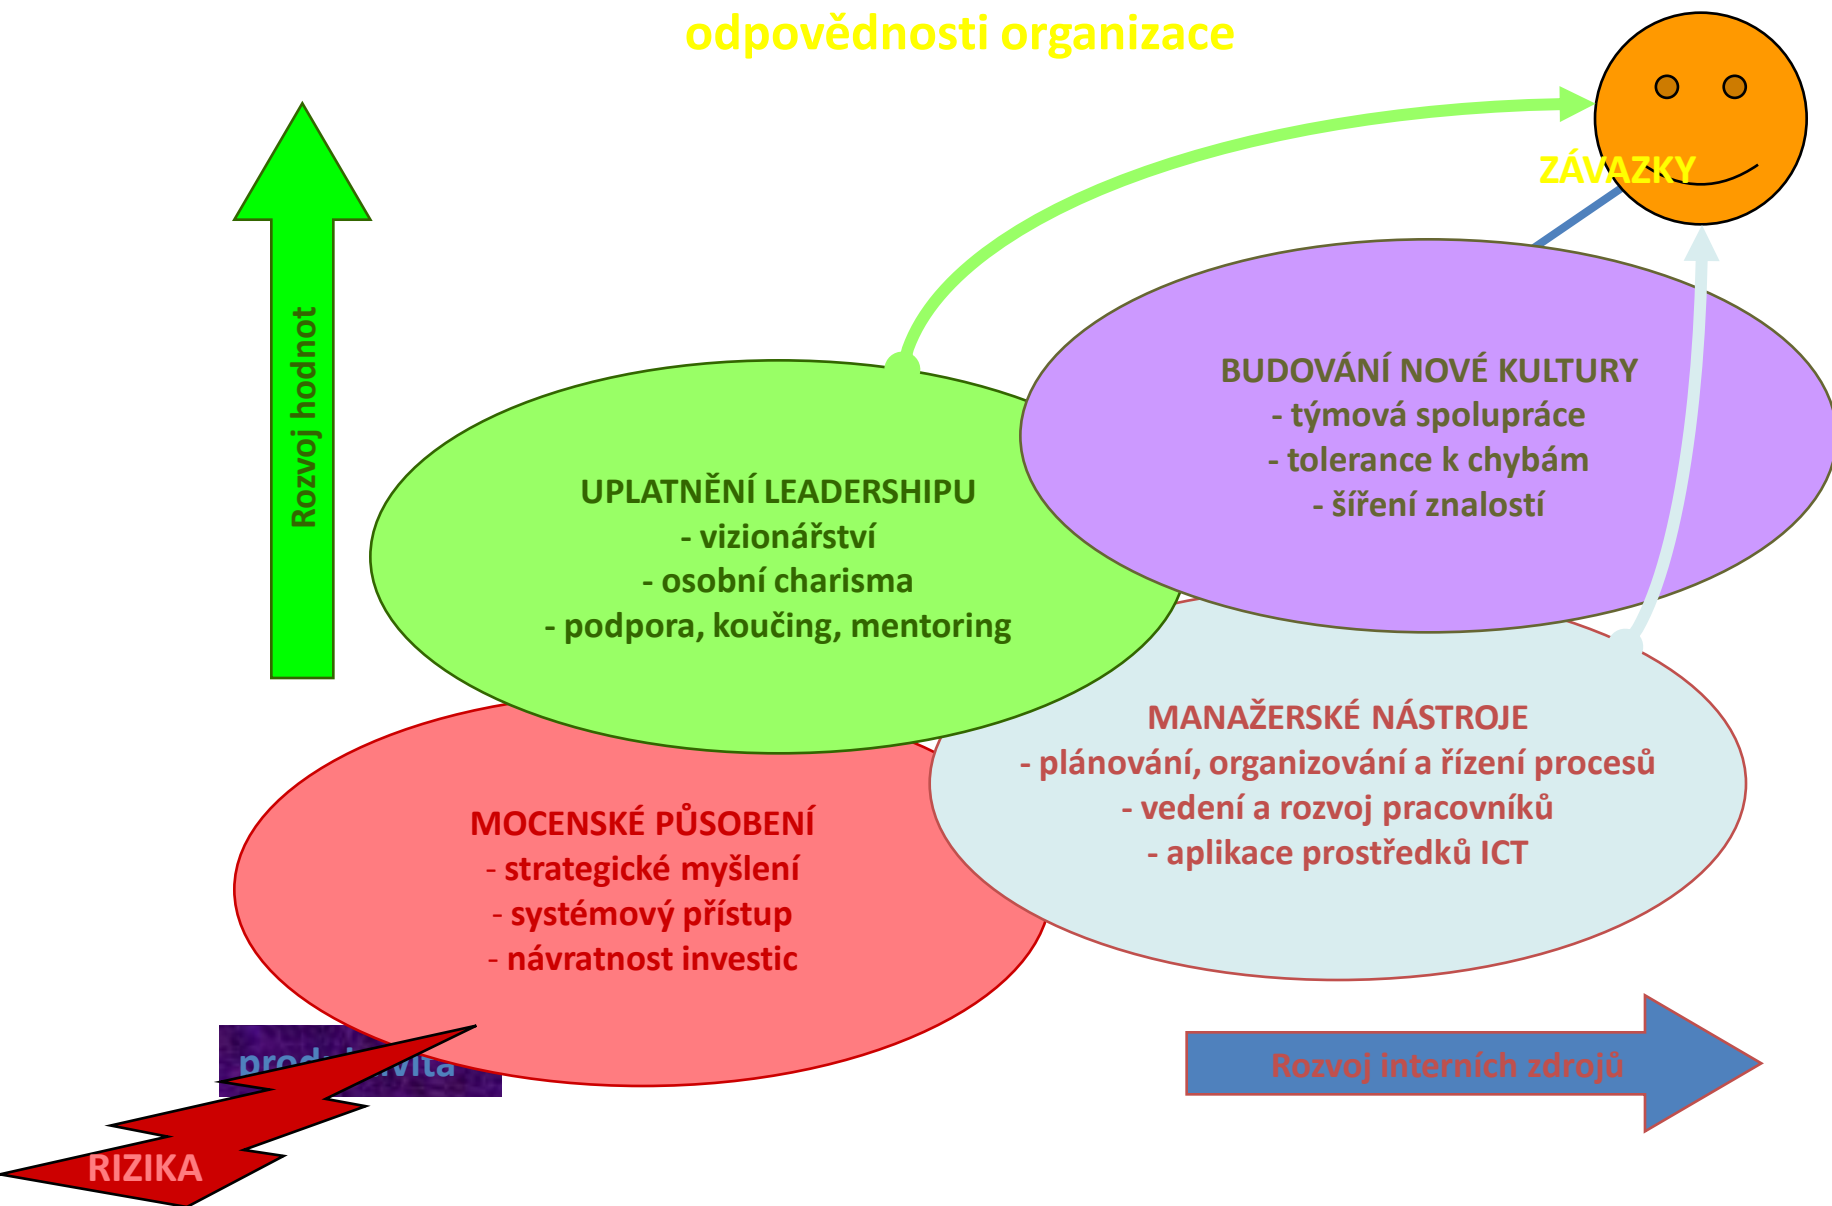 odpovědnosti organizace
ZÁVAZKY
Rozvoj hodnot
BUDOVÁNÍ NOVÉ KULTURY
- týmová spolupráce
- tolerance k chybám
- šíření znalostí
UPLATNĚNÍ LEADERSHIPU
- vizionářství
- osobní charisma
- podpora, koučing, mentoring
MANAŽERSKÉ NÁSTROJE
- plánování, organizování a řízení procesů
- vedení a rozvoj pracovníků
- aplikace prostředků ICT
MOCENSKÉ PŮSOBENÍ
- strategické myšlení
- systémový přístup
- návratnost investic
Rozvoj interních zdrojů
RIZIKA